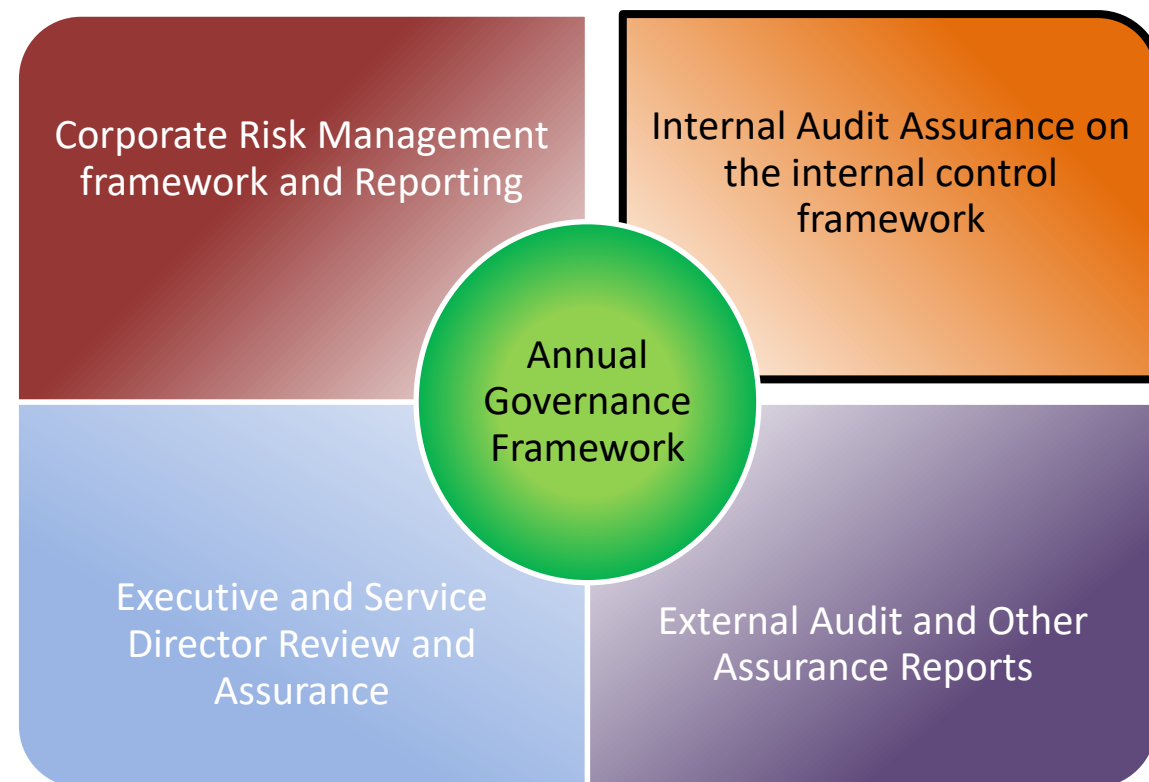 Corporate Risk Management
framework and Reporting
Internal Audit Assurance on
the internal control
framework
Annual
Governance
Framework
Executive and Service
Director Review and
Assurance
External Audit and Other
Assurance Reports